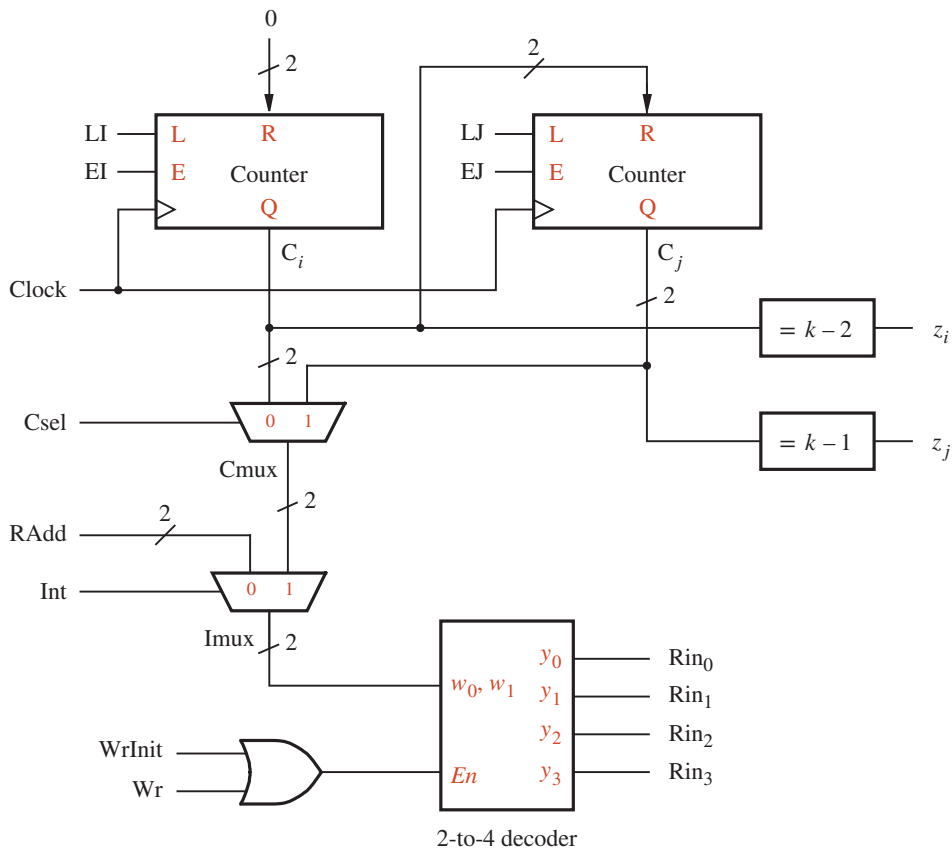 0
2
2
LI
L
R
LJ
L
R
EI
E
Counter
EJ
E
Counter
Q
Q
C_i
C_j
Clock
2
= k – 2
z_i
2
Csel
0
1
= k – 1
z_j
Cmux
2
RAdd
2
Int
0
1
Imux
2
w_0, w_1
y_0
Rin_0
y_1
Rin_1
y_2
Rin_2
WrInit
Wr
En
y_3
Rin_3
2-to-4 decoder